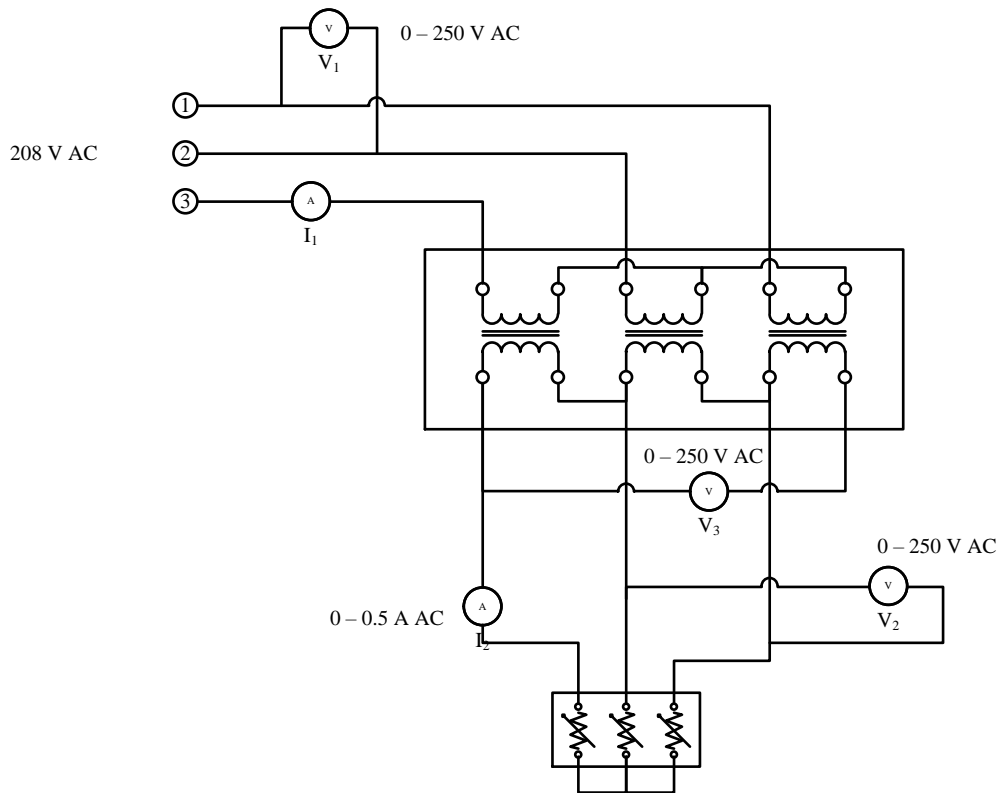 V
0 – 250 V AC
V1
1
208 V AC
2
3
A
I1
0 – 250 V AC
V
V3
0 – 250 V AC
V
V2
A
0 – 0.5 A AC
I2